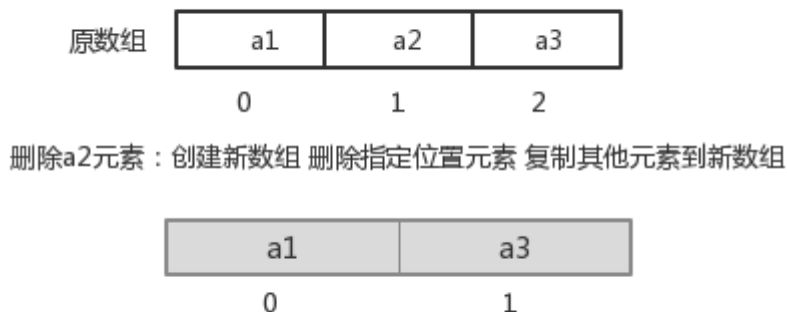 原数组 a1 a2 a3
0 1 2
删除a2元素：创建新数组 删除指定位置元素 复制其他元素到新数组
a1 a3
0 1